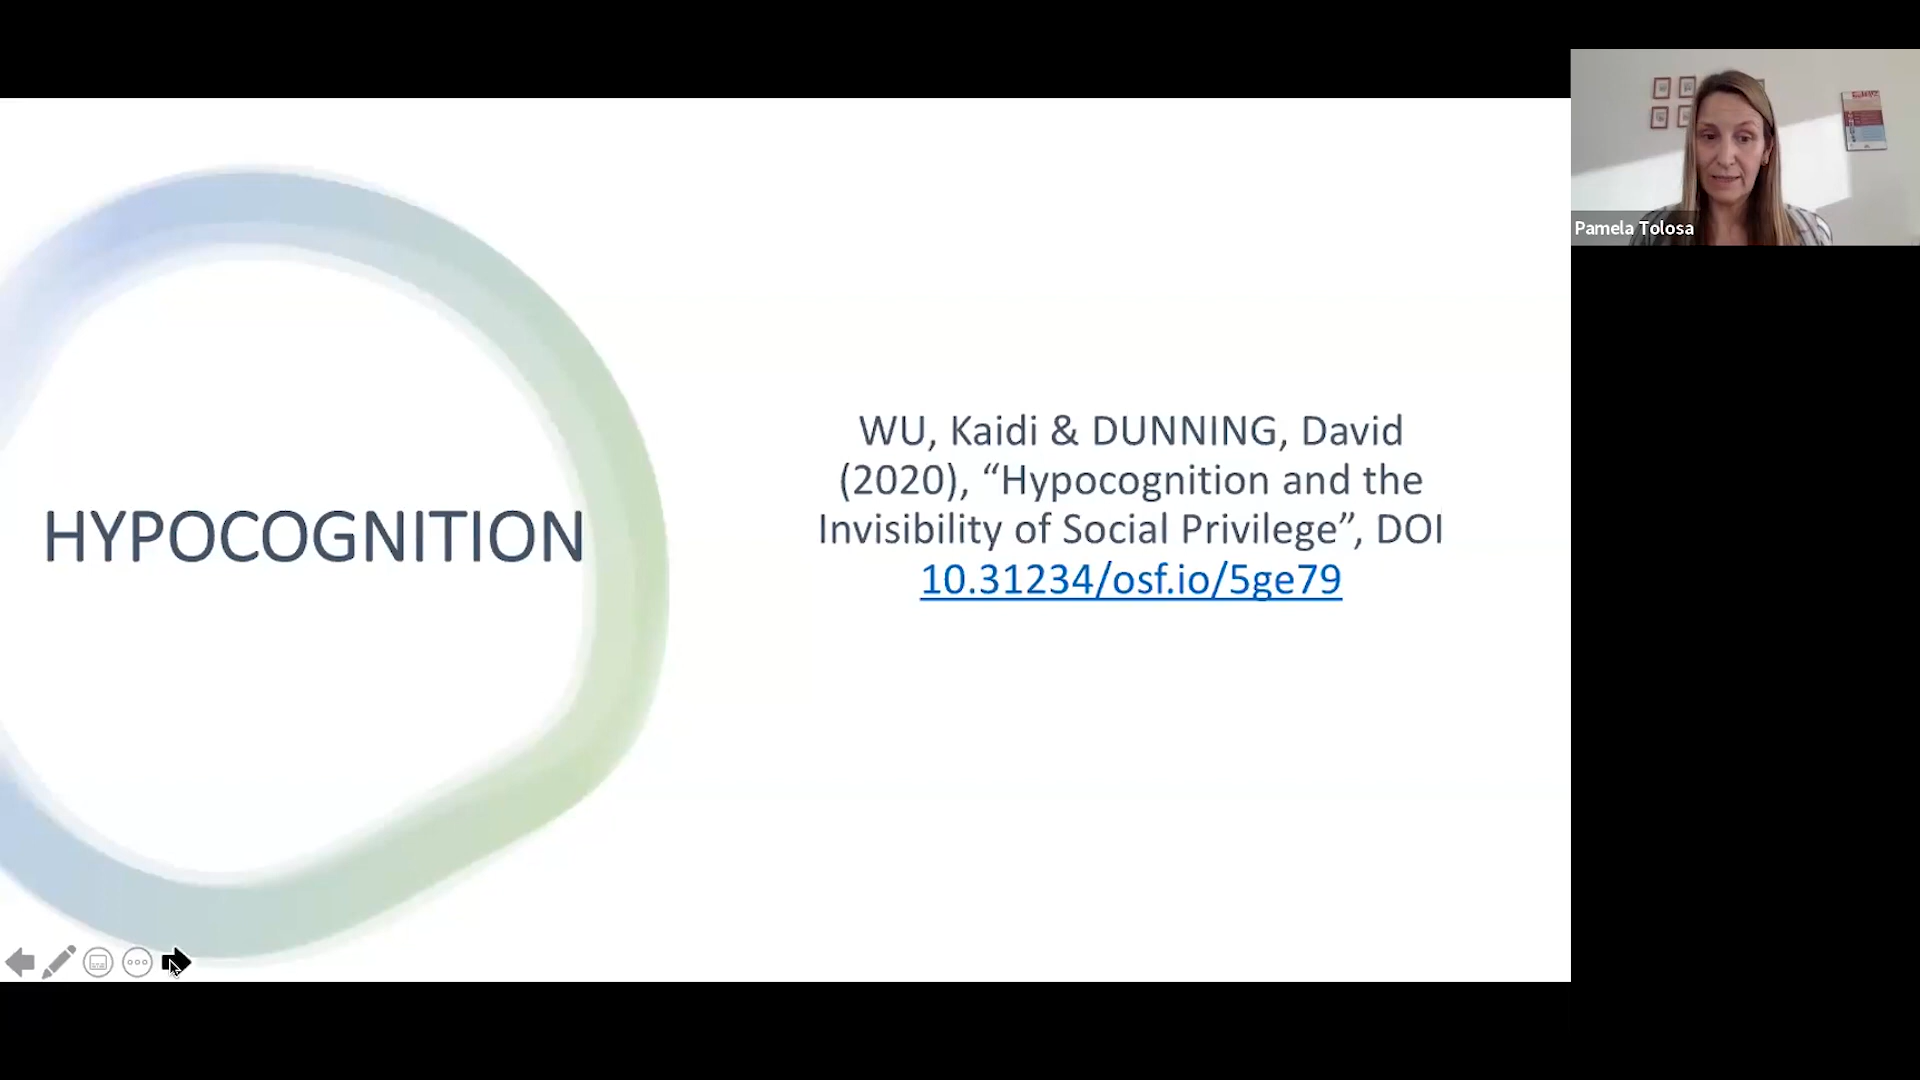 HYPOCOGNITION
WU, Kaidi & DUNNING, David
(2020), “Hypocognition and the
Invisibility of Social Privilege”, DOI
10.31234/osf.io/5ge79
Pamela Tolosa